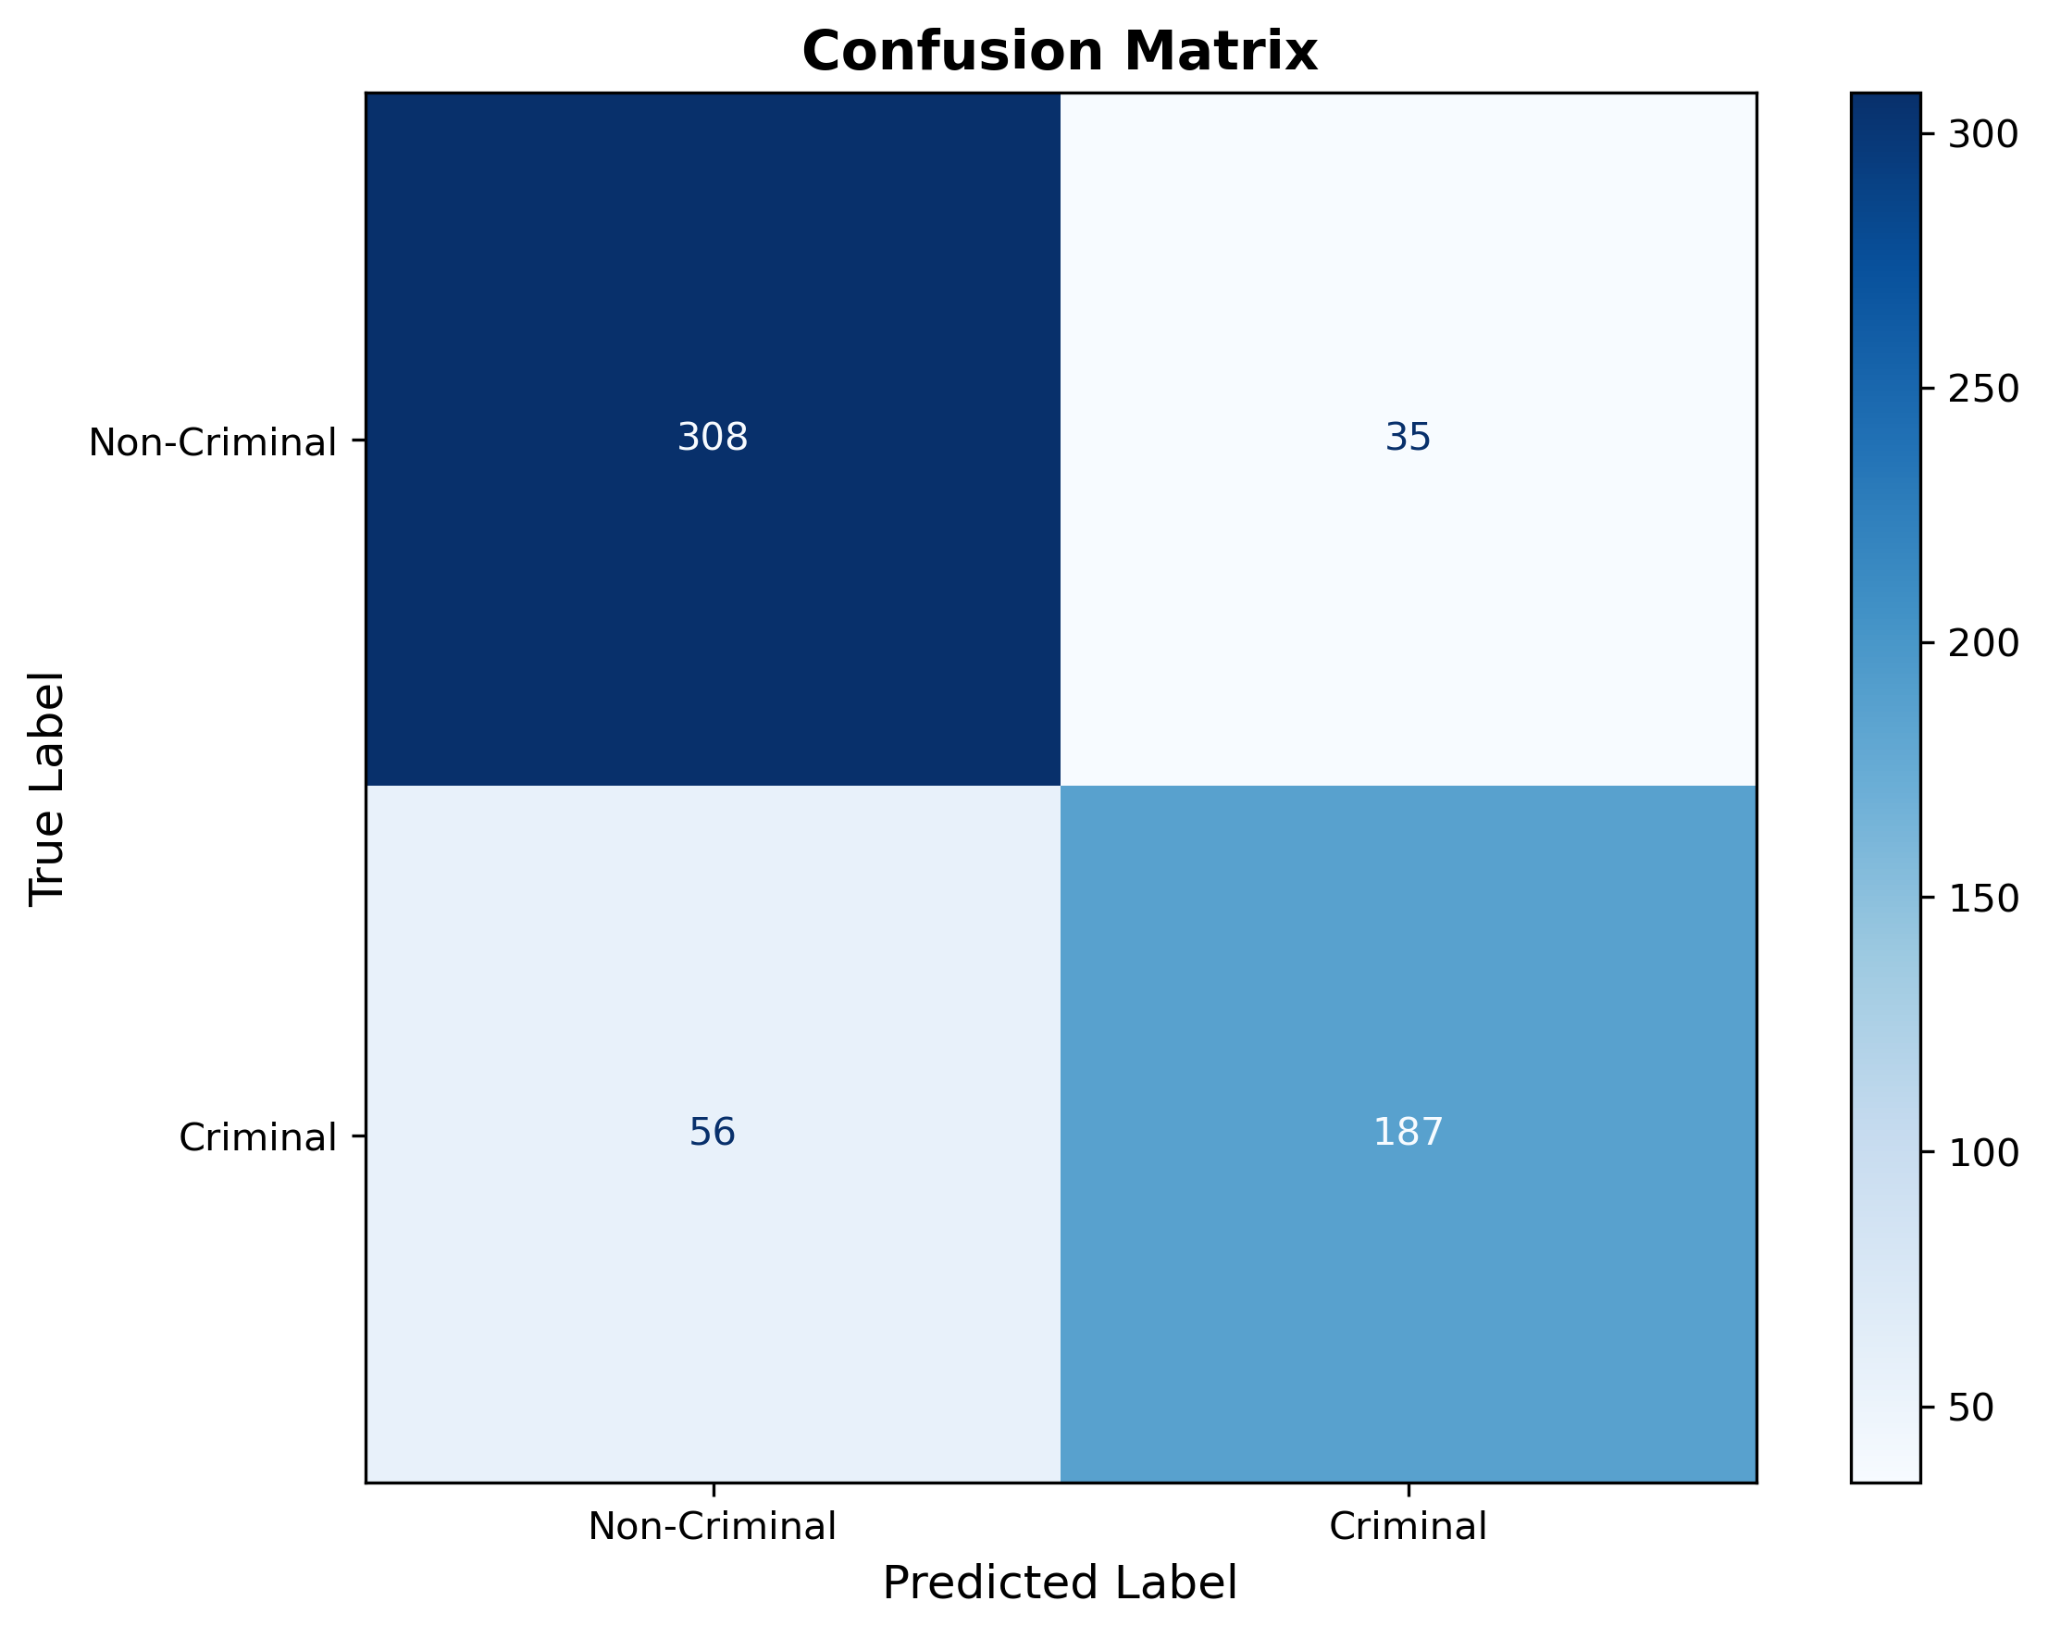 Confusion Matrix
Non-Criminal
308
35
Criminal
56
187
Non-Criminal
Criminal
Predicted Label
True Label
300
250
200
150
100
50